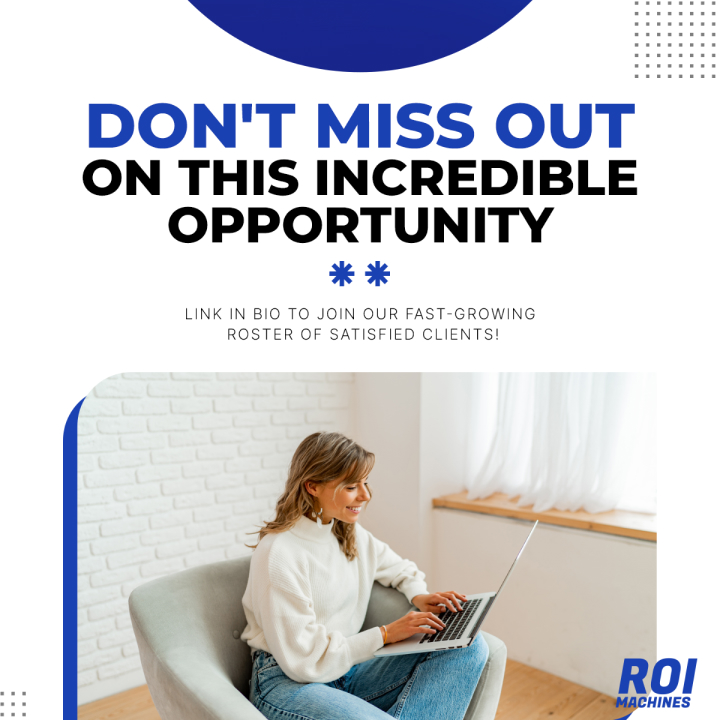 DON'T MISS OUT
ON THIS INCREDIBLE
OPPORTUNITY
LINK IN BIO TO JOIN OUR FAST-GROWING
ROSTER OF SATISFIED CLIENTS!
ROI
MACHINES